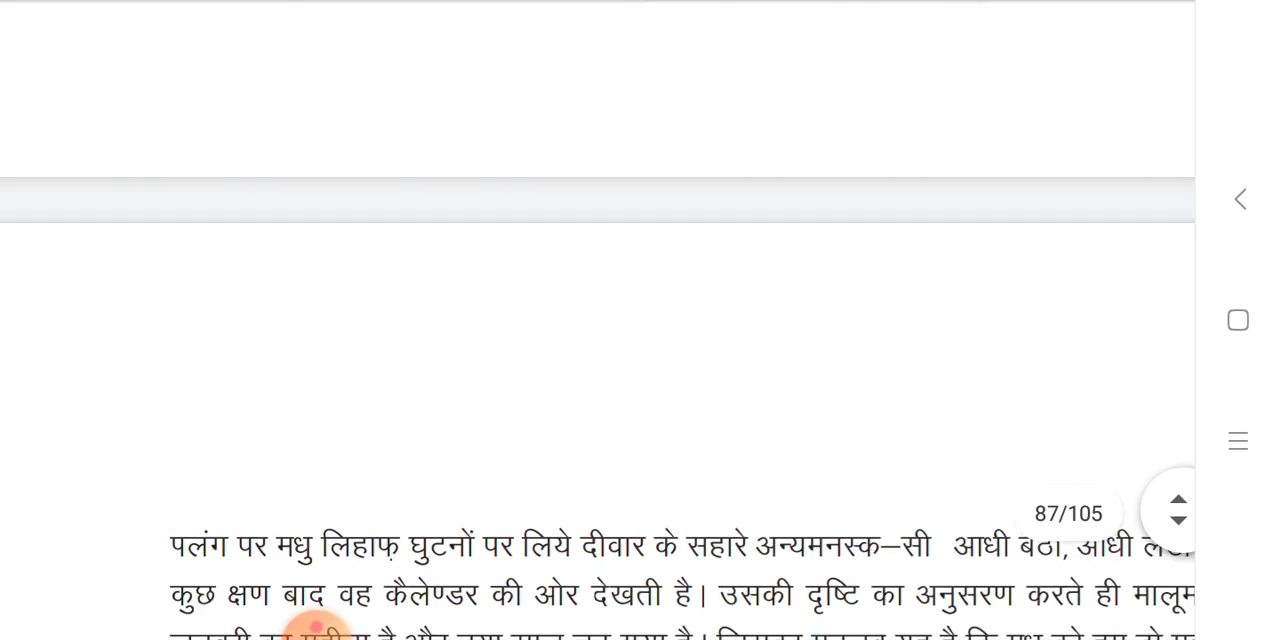 87/105
पलंग पर मधु लिहाफ़ घुटनों पर लिये दीवार के सहारे अन्यमनस्क–सी आधी बैठी, आधी
कुछ क्षण बाद वह कैलेण्डर की ओर देखती है। उसकी दृष्टि का अनुसरण करते ही मालूम